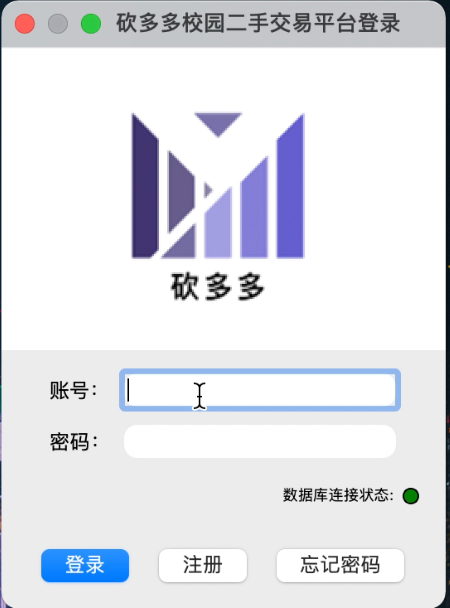 砍多多校园二手交易平台登录
砍多多
账号：
密码：
数据库连接状态:
登录 注册 忘记密码